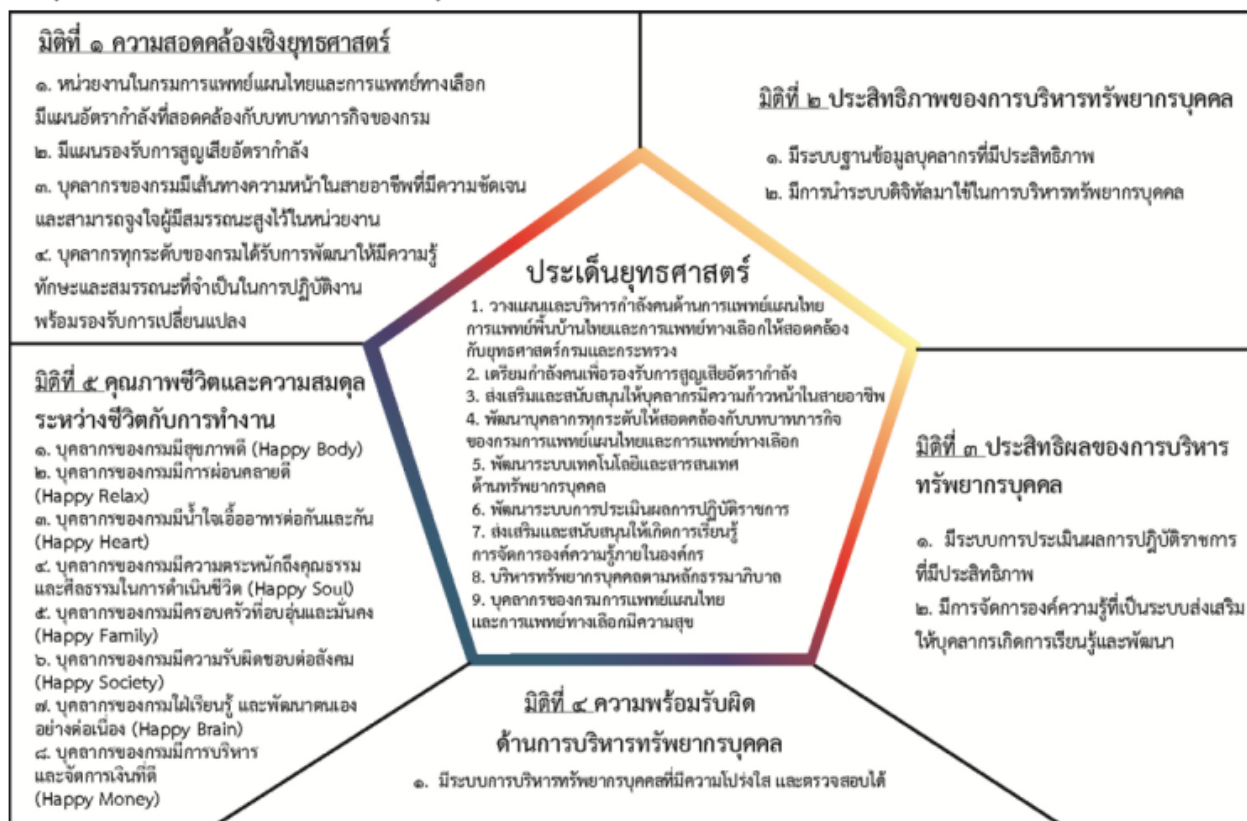 มิติที่ ๑ ความสอดคล้องเชิงยุทธศาสตร์
๑. หน่วยงานในกรมการแพทย์แผนไทยและการแพทย์ทางเลือก
มีแผนอัตรากำลังที่สอดคล้องกับบทบาทภารกิจของกรม
๒. มีแผนรองรับการสูญเสียอัตรากำลัง
๓. บุคลากรของกรมมีเส้นทางความหน้าในสายอาชีพที่มีความชัดเจน
และสามารถจูงใจผู้มีสมรรถนะสูงไว้ในหน่วยงาน
๔. บุคลากรทุกระดับของกรมได้รับการพัฒนาให้มีความรู้
ทักษะและสมรรถนะที่จำเป็นในการปฏิบัติงาน
พร้อมรองรับการเปลี่ยนแปลง
มิติที่ ๒ ประสิทธิภาพของการบริหารทรัพยากรบุคคล
๑. มีระบบฐานข้อมูลบุคลากรที่มีประสิทธิภาพ
๒. มีการนำระบบดิจิทัลมาใช้ในการบริหารทรัพยากรบุคคล
ประเด็นยุทธศาสตร์
1. วางแผนและบริหารกำลังคนด้านการแพทย์แผนไทย
การแพทย์พื้นบ้านไทยและการแพทย์ทางเลือกให้สอดคล้อง
กับยุทธศาสตร์กรมและกระทรวง
2. เตรียมกำลังคนเพื่อรองรับการสูญเสียอัตรากำลัง
3. ส่งเสริมและสนับสนุนให้บุคลากรมีความก้าวหน้าในสายอาชีพ
4. พัฒนาบุคลากรทุกระดับให้สอดคล้องกับบทบาทภารกิจ
ของกรมการแพทย์แผนไทยและการแพทย์ทางเลือก
5. พัฒนาระบบเทคโนโลยีและสารสนเทศ
ด้านทรัพยากรบุคคล
6. พัฒนาระบบการประเมินผลการปฏิบัติราชการ
7. ส่งเสริมและสนับสนุนให้เกิดการเรียนรู้
การจัดการองค์ความรู้ภายในองค์กร
8. บริหารทรัพยากรบุคคลตามหลักธรรมาภิบาล
9. บุคลากรของกรมการแพทย์แผนไทย
และการแพทย์ทางเลือกมีความสุข
มิติที่ ๓ ประสิทธิผลของการบริหาร
ทรัพยากรบุคคล
๑. มีระบบการประเมินผลการปฏิบัติราชการ
ที่มีประสิทธิภาพ
๒. มีการจัดการองค์ความรู้ที่เป็นระบบส่งเสริม
ให้บุคลากรเกิดการเรียนรู้และพัฒนา
มิติที่ ๔ ความพร้อมรับผิด
ด้านการบริหารทรัพยากรบุคคล
๑. มีระบบการบริหารทรัพยากรบุคคลที่มีความโปร่งใส และตรวจสอบได้
มิติที่ ๕ คุณภาพชีวิตและความสมดุล
ระหว่างชีวิตกับการทำงาน
๑. บุคลากรของกรมมีสุขภาพดี (Happy Body)
๒. บุคลากรของกรมมีการผ่อนคลายดี
(Happy Relax)
๓. บุคลากรของกรมมีน้ำใจเอื้ออาทรต่อกันและกัน
(Happy Heart)
๔. บุคลากรของกรมมีความตระหนักถึงคุณธรรม
และศีลธรรมในการดำเนินชีวิต (Happy Soul)
๕. บุคลากรของกรมมีครอบครัวที่อบอุ่นและมั่นคง
(Happy Family)
๖. บุคลากรของกรมมีความรับผิดชอบต่อสังคม
(Happy Society)
๗. บุคลากรของกรมใฝ่เรียนรู้ และพัฒนาตนเอง
อย่างต่อเนื่อง (Happy Brain)
๘. บุคลากรของกรมมีการบริหาร
และจัดการเงินที่ดี
(Happy Money)